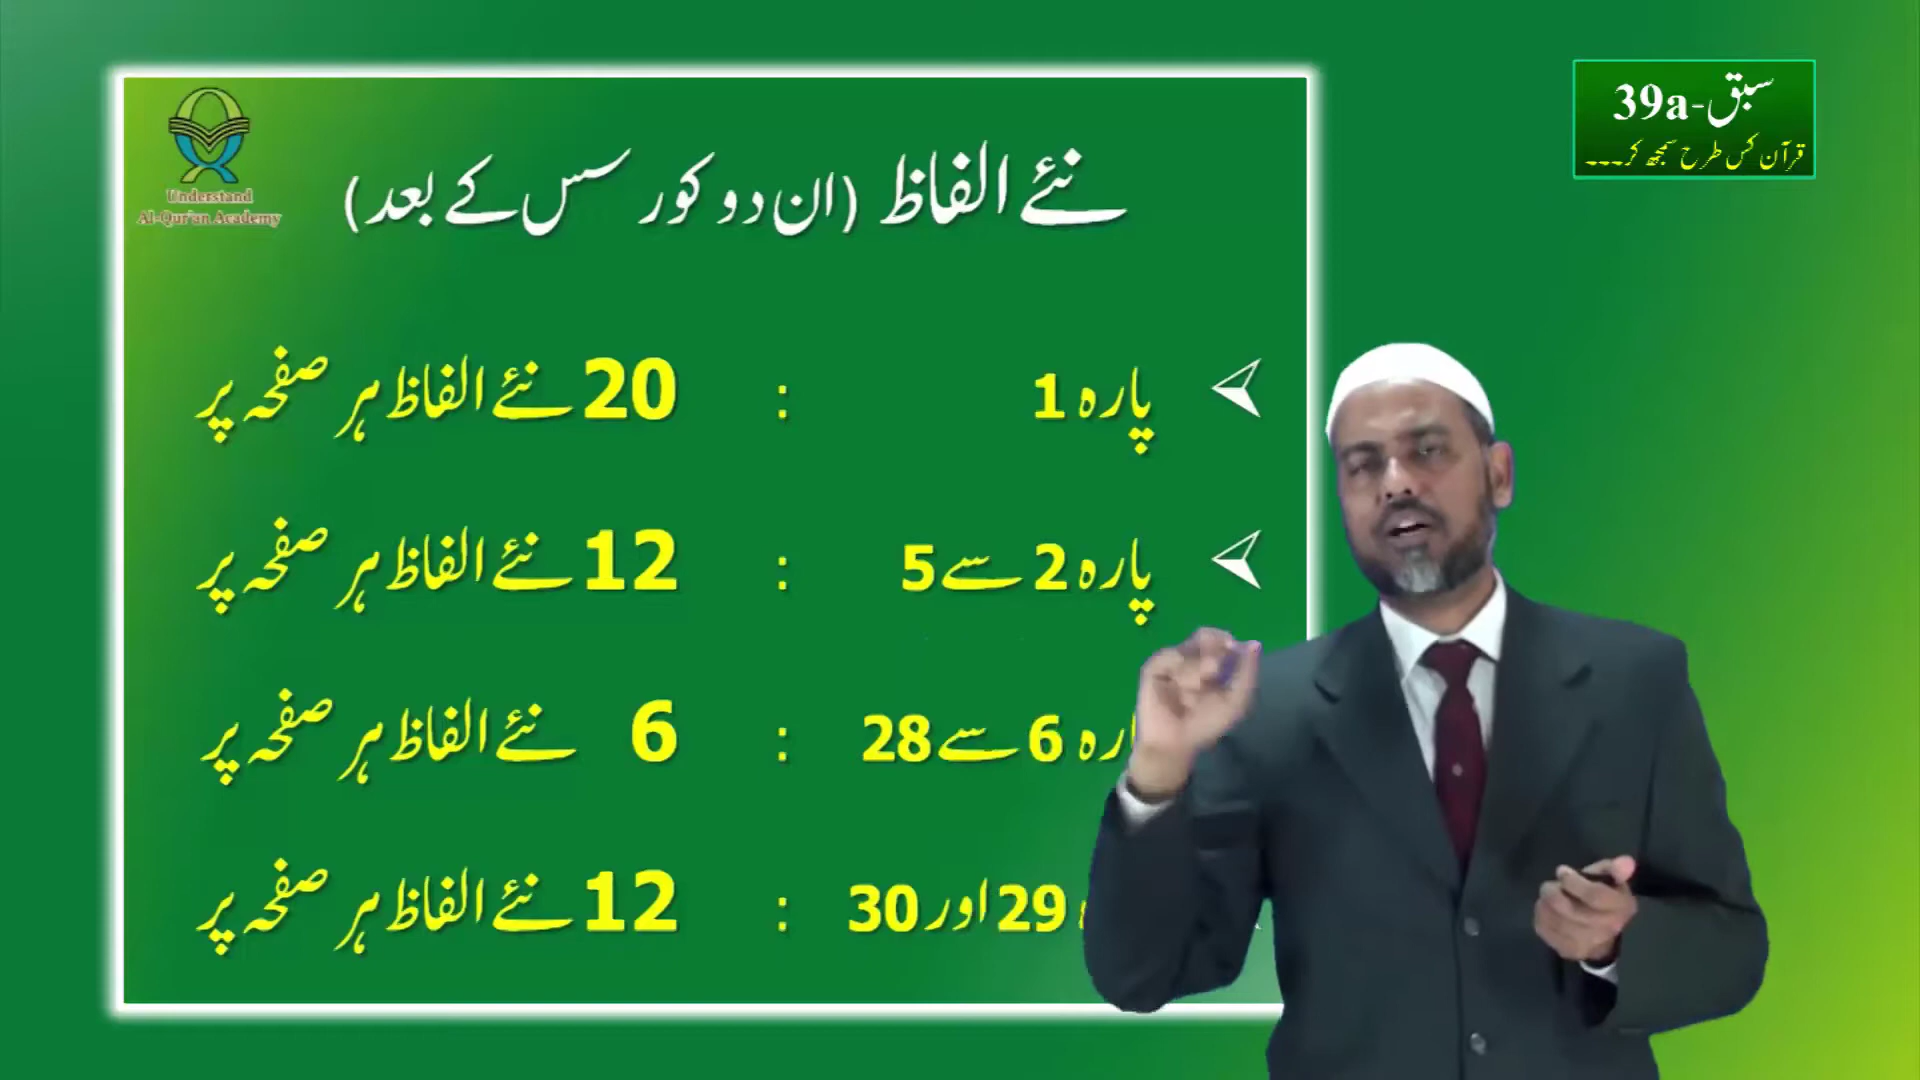 Understand
Al-Qur'an Academy
سبق-39a
قرآن کس طرح سمجھ کر...
نئے الفاظ (ان دو کورسس کے بعد)
پارہ 1 : 20 نئے الفاظ ہر صفحہ پر
پارہ 2 سے 5 : 12 نئے الفاظ ہر صفحہ پر
رہ 6 سے 28 : 6 نئے الفاظ ہر صفحہ پر
29 اور 30 : 12 نئے الفاظ ہر صفحہ پر